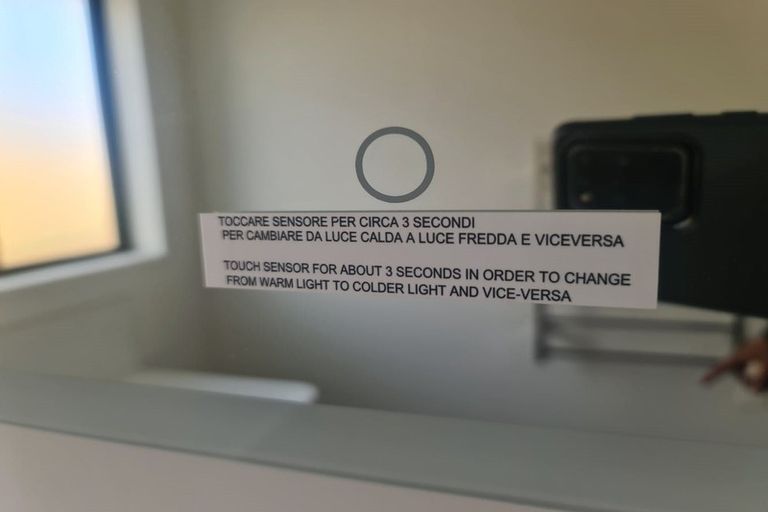 TOCCARE SENSORE PER CIRCA 3 SECONDI
PER CAMBIARE DA LUCE CALDA A LUCE FREDDA E VICEVERSA
TOUCH SENSOR FOR ABOUT 3 SECONDS IN ORDER TO CHANGE
FROM WARM LIGHT TO COLDER LIGHT AND VICE-VERSA